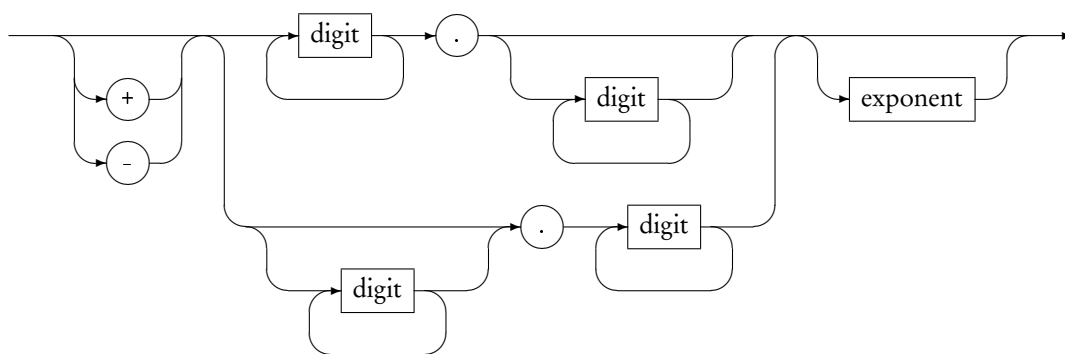 digit .
+ digit exponent
-
. digit
digit